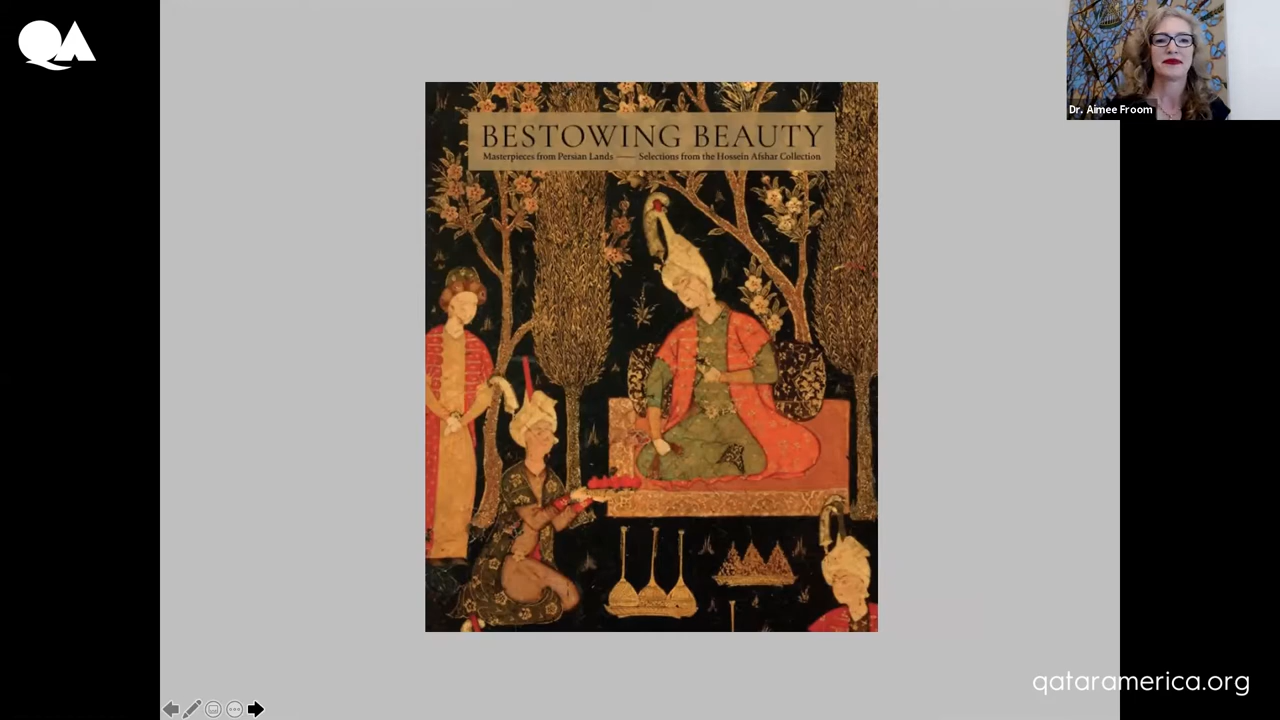 QA
Dr. Aimee Froom
BESTOWING BEAUTY
Masterpieces from Persian Lands — Selections from the Hossein Afshar Collection
qataramerica.org